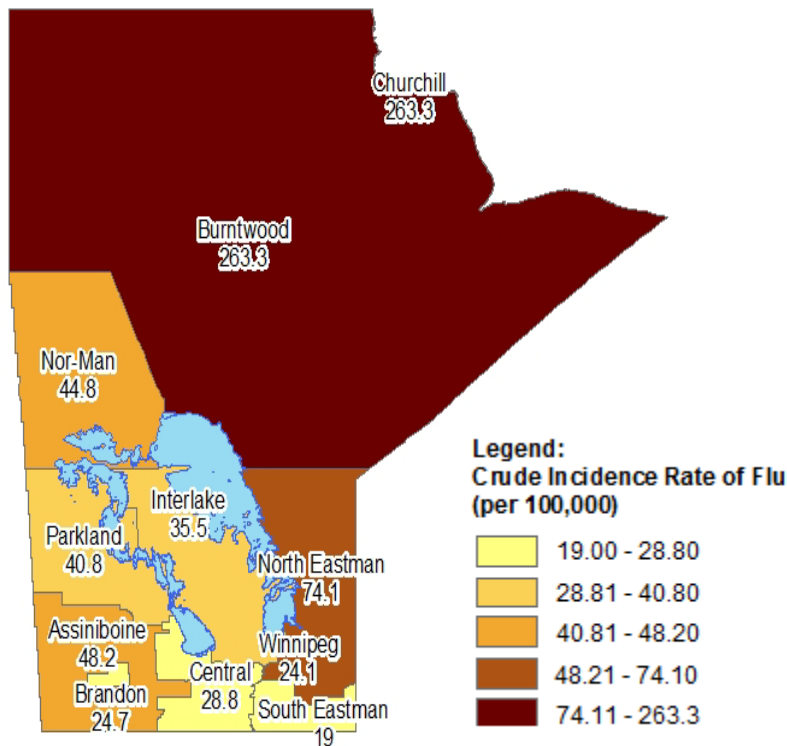 Churchill
263.3
Burntwood
263.3
Nor-Man
44.8
Interlake
35.5
Parkland
40.8
North Eastman
74.1
Assiniboine
48.2
Winnipeg
24.1
Central
28.8
Brandon
24.7
South Eastman
19
Legend:
Crude Incidence Rate of Flu
(per 100,000)
19.00 - 28.80
28.81 - 40.80
40.81 - 48.20
48.21 - 74.10
74.11 - 263.3